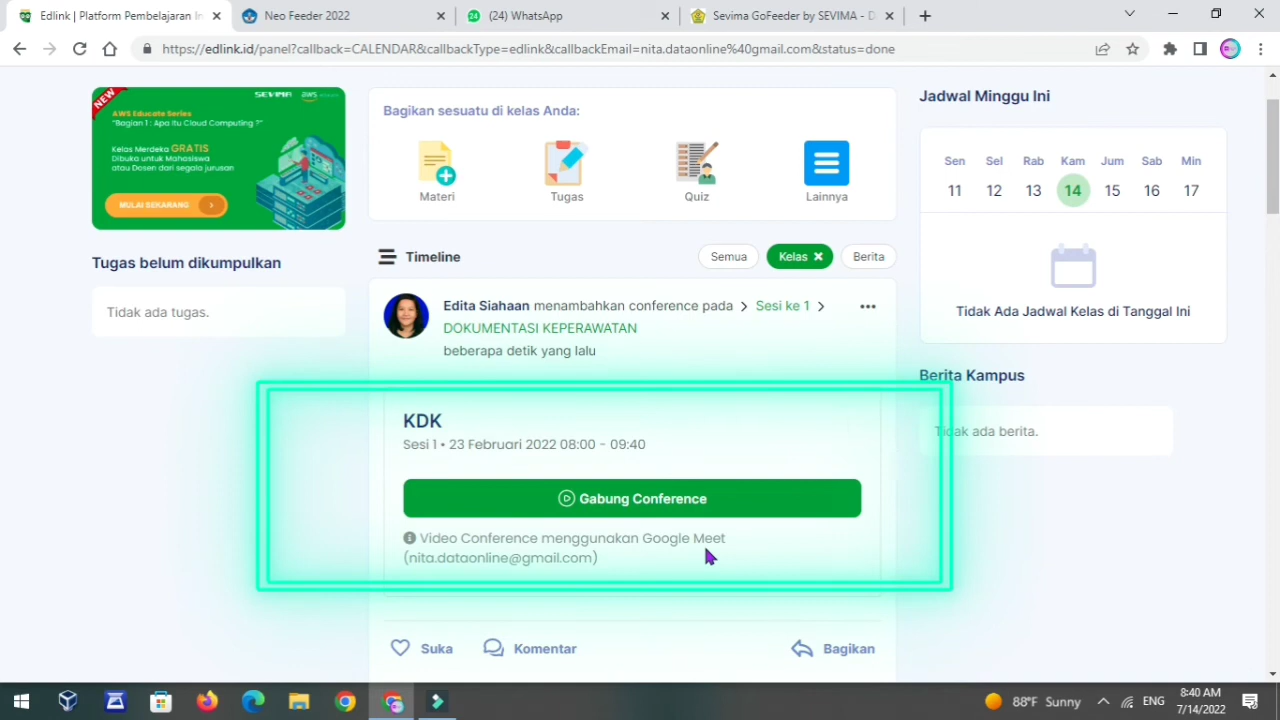 Edlink | Platform Pembelajaran In
Neo Feeder 2022
(24) WhatsApp
Sevima GoFeeder by SEVIMA - D
https://edlink.id/panel?callback=CALENDAR&callbackType=edlink&callbackEmail=nita.dataonline%40gmail.com&status=done
NEW
SEVIMA
aws
AWS Educate Series
"Bagian 1 : Apa itu Cloud Computing ?"
Kelas Merdeka GRATIS
Dibuka untuk Mahasiswa
atau Dosen dari segala jurusan
MULAI SEKARANG
Tugas belum dikumpulkan
Tidak ada tugas.
Bagikan sesuatu di kelas Anda:
Materi
Tugas
Quiz
Lainnya
Timeline
Semua
Kelas
Berita
Edita Siahaan menambahkan conference pada > Sesi ke 1 >
DOKUMENTASI KEPERAWATAN
beberapa detik yang lalu
KDK
Sesi 1 • 23 Februari 2022 08:00 - 09:40
Gabung Conference
Video Conference menggunakan Google Meet
(nita.dataonline@gmail.com)
Suka
Komentar
Bagikan
Jadwal Minggu Ini
Sen Sel Rab Kam Jum Sab Min
11 12 13 14 15 16 17
Tidak Ada Jadwal Kelas di Tanggal Ini
Berita Kampus
Tidak ada berita.
88°F Sunny
ENG
8:40 AM
7/14/2022